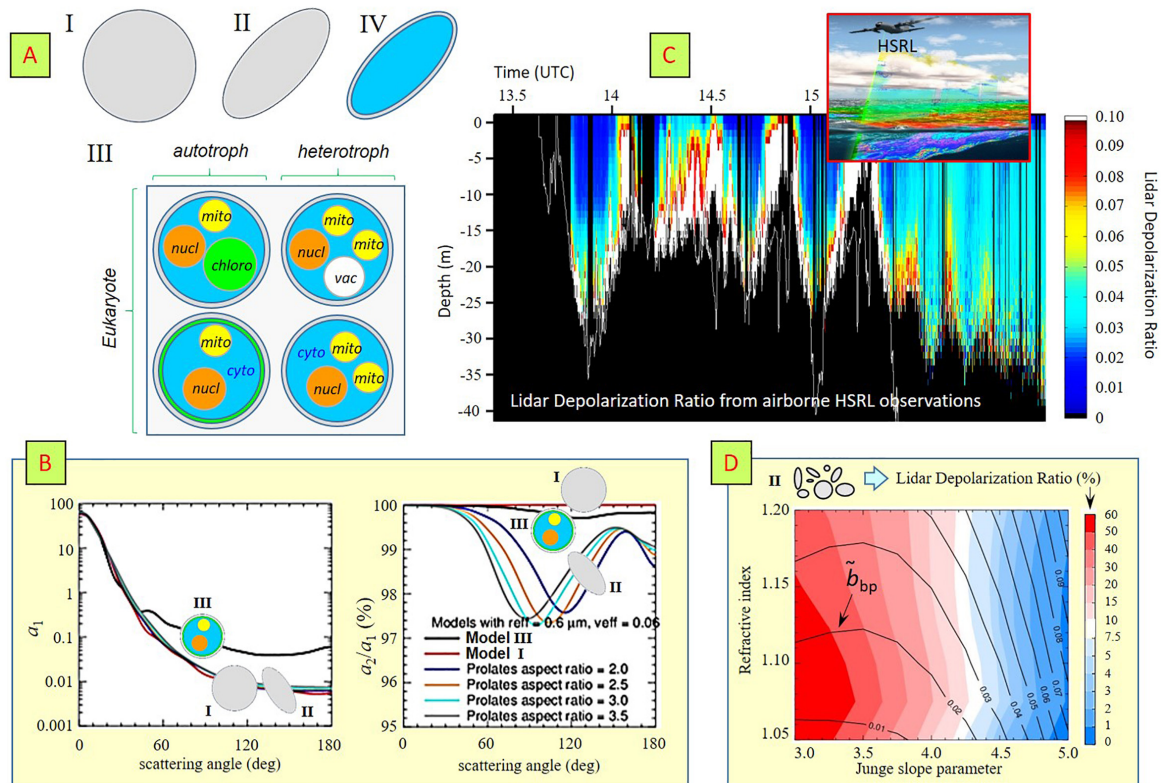 A
I
II
IV
III
autotroph
heterotroph
Eukaryote
mito
nucl
chloro
mito
nucl
mito
vac
mito
cyto
nucl
cyto
mito
nucl
mito
C
HSRL
Time (UTC)
13.5
14
14.5
15
Depth (m)
0
-5
-10
-15
-20
-25
-30
-35
-40
Lidar Depolarization Ratio from airborne HSRL observations
0.10
0.09
0.08
0.07
0.06
0.05
0.04
0.03
0.02
0.01
0
Lidar Depolarization Ratio
B
a1
100
10
1
0.1
0.01
0.001
III
I
II
0
60
120
180
scattering angle (deg)
a2/a1 (%)
100
99
98
97
96
95
I
III
II
Models with reff = 0.6 μm, veff = 0.06
Model III
Model I
Prolates aspect ratio = 2.0
Prolates aspect ratio = 2.5
Prolates aspect ratio = 3.0
Prolates aspect ratio = 3.5
0
60
120
180
scattering angle (deg)
D
II
Lidar Depolarization Ratio (%)
Refractive index
1.20
1.15
1.10
1.05
b̃bp
0.01
0.02
0.03
0.04
0.05
0.06
0.07
0.08
0.09
3.0
3.5
4.0
4.5
5.0
Junge slope parameter
60
50
40
30
20
10
7.5
5
4
3
2
1
0